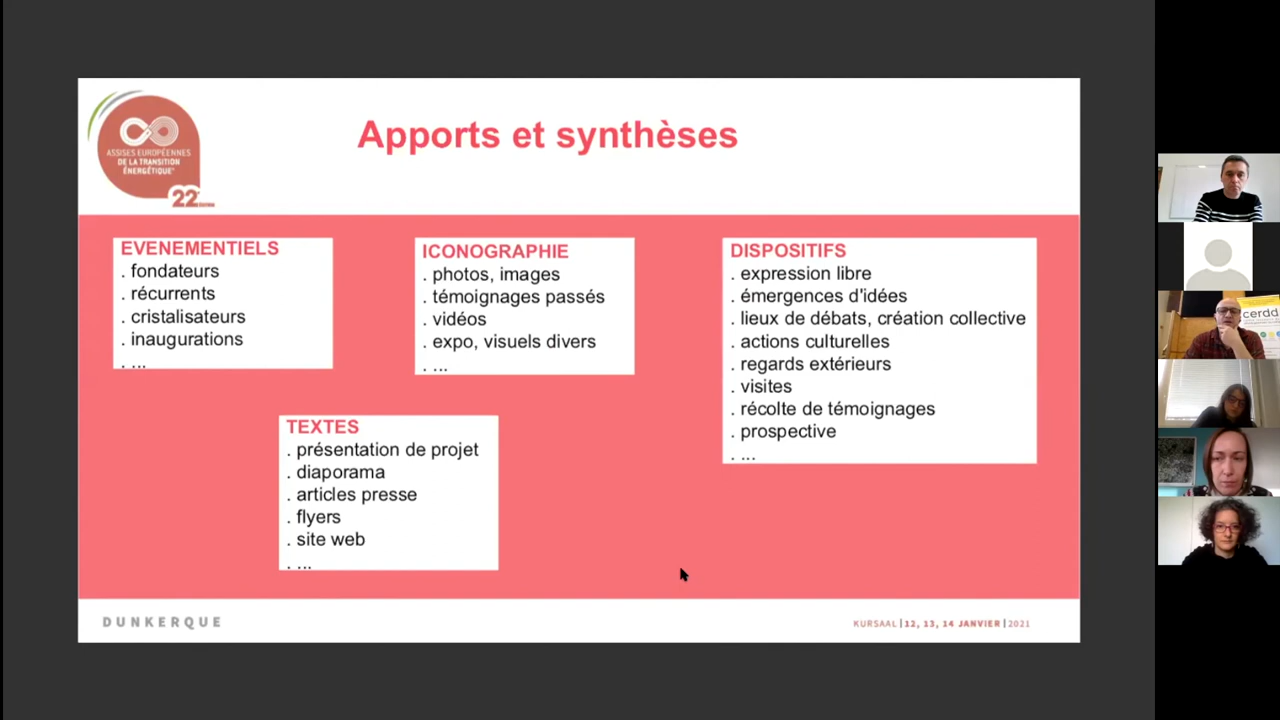 ASSISES EUROPÉENNES
DE LA TRANSITION
ÉNERGÉTIQUE
22
Apports et synthèses
EVENEMENTIELS
. fondateurs
. récurrents
. cristalisateurs
. inaugurations
. ...
ICONOGRAPHIE
. photos, images
. témoignages passés
. vidéos
. expo, visuels divers
. ...
DISPOSITIFS
. expression libre
. émergences d'idées
. lieux de débats, création collective
. actions culturelles
. regards extérieurs
. visites
. récolte de témoignages
. prospective
. ...
TEXTES
. présentation de projet
. diaporama
. articles presse
. flyers
. site web
. ...
DUNKERQUE
KURSAAL | 12, 13, 14 JANVIER | 2021
cerdd